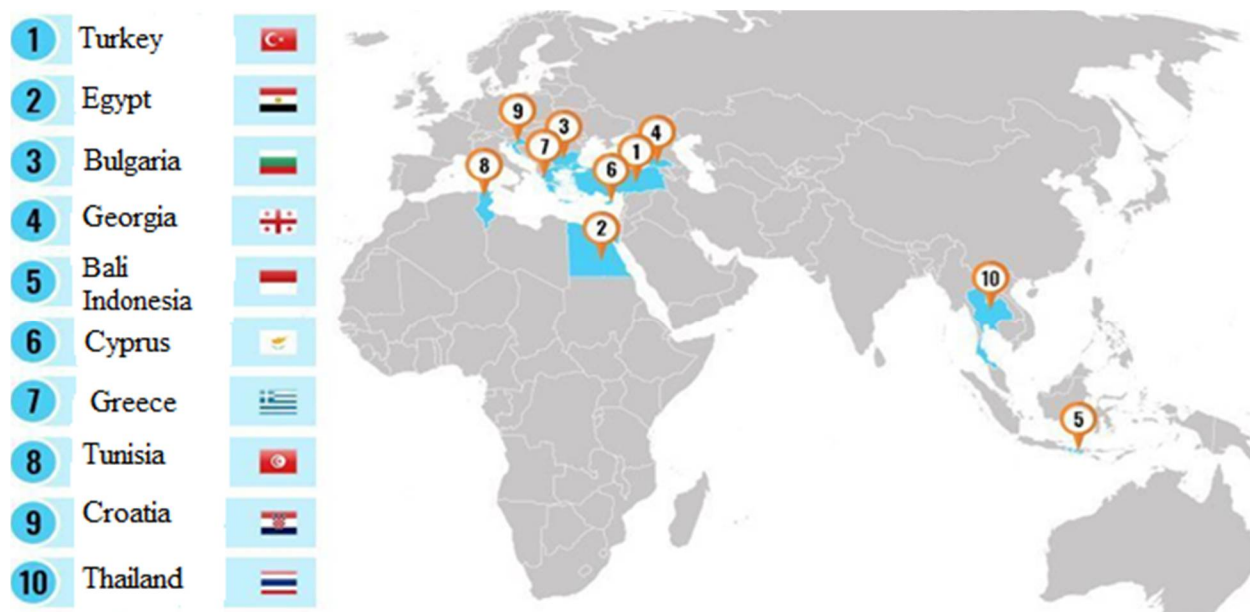 1 Turkey
2 Egypt
3 Bulgaria
4 Georgia
5 Bali
Indonesia
6 Cyprus
7 Greece
8 Tunisia
9 Croatia
10 Thailand
9
3
4
7
1
8
6
2
10
5